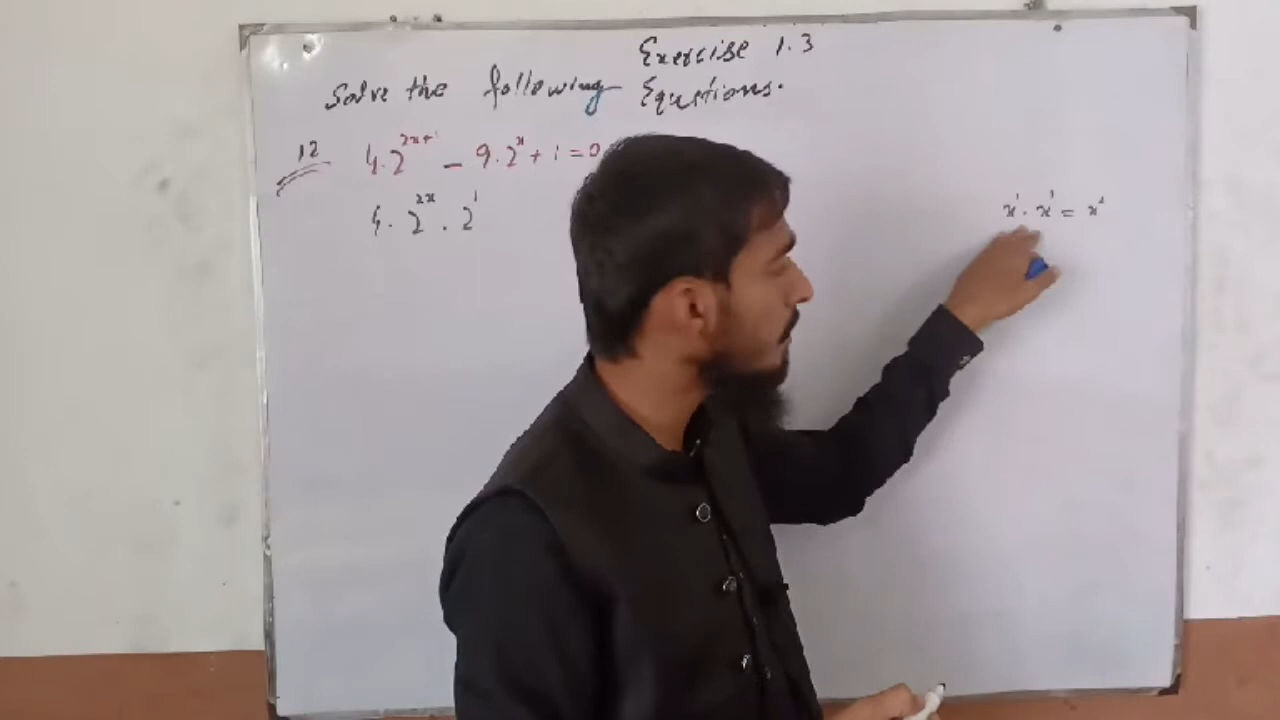 Exercise 1.3
Solve the following Equations.
12 4.2^{2x+1} - 9.2^x + 1 = 0
4. 2^{2x} . 2^1
x^1 . x^1 = x^2